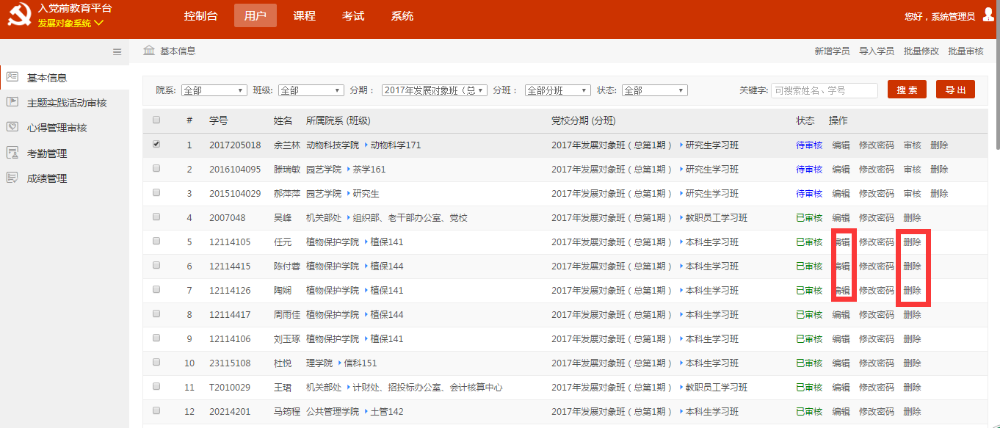 入党前教育平台
发展对象系统
控制台 用户 课程 考试 系统
您好，系统管理员
基本信息
主题实践活动审核
心得管理审核
考勤管理
成绩管理
基本信息
新增学员 导入学员 批量修改 批量审核
院系: 全部 班级: 全部 分期： 2017年发展对象班（总 分班： 全部分班 状态: 全部 关键字: 可搜索姓名、学号 搜 索 导 出
# 学号 姓名 所属院系 (班级) 党校分期 (分班) 状态 操作
1 2017205018 余兰林 动物科技学院 动物科学171 2017年发展对象班（总第1期） 研究生学习班 待审核 编辑 修改密码 审核 删除
2 2016104095 滕瑞敏 园艺学院 茶学161 2017年发展对象班（总第1期） 研究生学习班 待审核 编辑 修改密码 审核 删除
3 2015104029 郝萍萍 园艺学院 研究生 2017年发展对象班（总第1期） 研究生学习班 待审核 编辑 修改密码 审核 删除
4 2007048 吴峰 机关部处 组织部、老干部办公室、党校 2017年发展对象班（总第1期） 教职员工学习班 已审核 编辑 修改密码 删除
5 12114105 任元 植物保护学院 植保141 2017年发展对象班（总第1期） 本科生学习班 已审核 编辑 修改密码 删除
6 12114415 陈付蓉 植物保护学院 植保144 2017年发展对象班（总第1期） 本科生学习班 已审核 编辑 修改密码 删除
7 12114126 陶娴 植物保护学院 植保141 2017年发展对象班（总第1期） 本科生学习班 已审核 编辑 修改密码 删除
8 12114417 周雨佳 植物保护学院 植保144 2017年发展对象班（总第1期） 本科生学习班 已审核 编辑 修改密码 删除
9 12114106 刘玉琢 植物保护学院 植保141 2017年发展对象班（总第1期） 本科生学习班 已审核 编辑 修改密码 删除
10 23115108 杜悦 理学院 信科151 2017年发展对象班（总第1期） 本科生学习班 已审核 编辑 修改密码 删除
11 T2010029 王珺 机关部处 计财处、招投标办公室、会计核算中心 2017年发展对象班（总第1期） 教职员工学习班 已审核 编辑 修改密码 删除
12 20214201 马筠程 公共管理学院 土管142 2017年发展对象班（总第1期） 本科生学习班 已审核 编辑 修改密码 删除